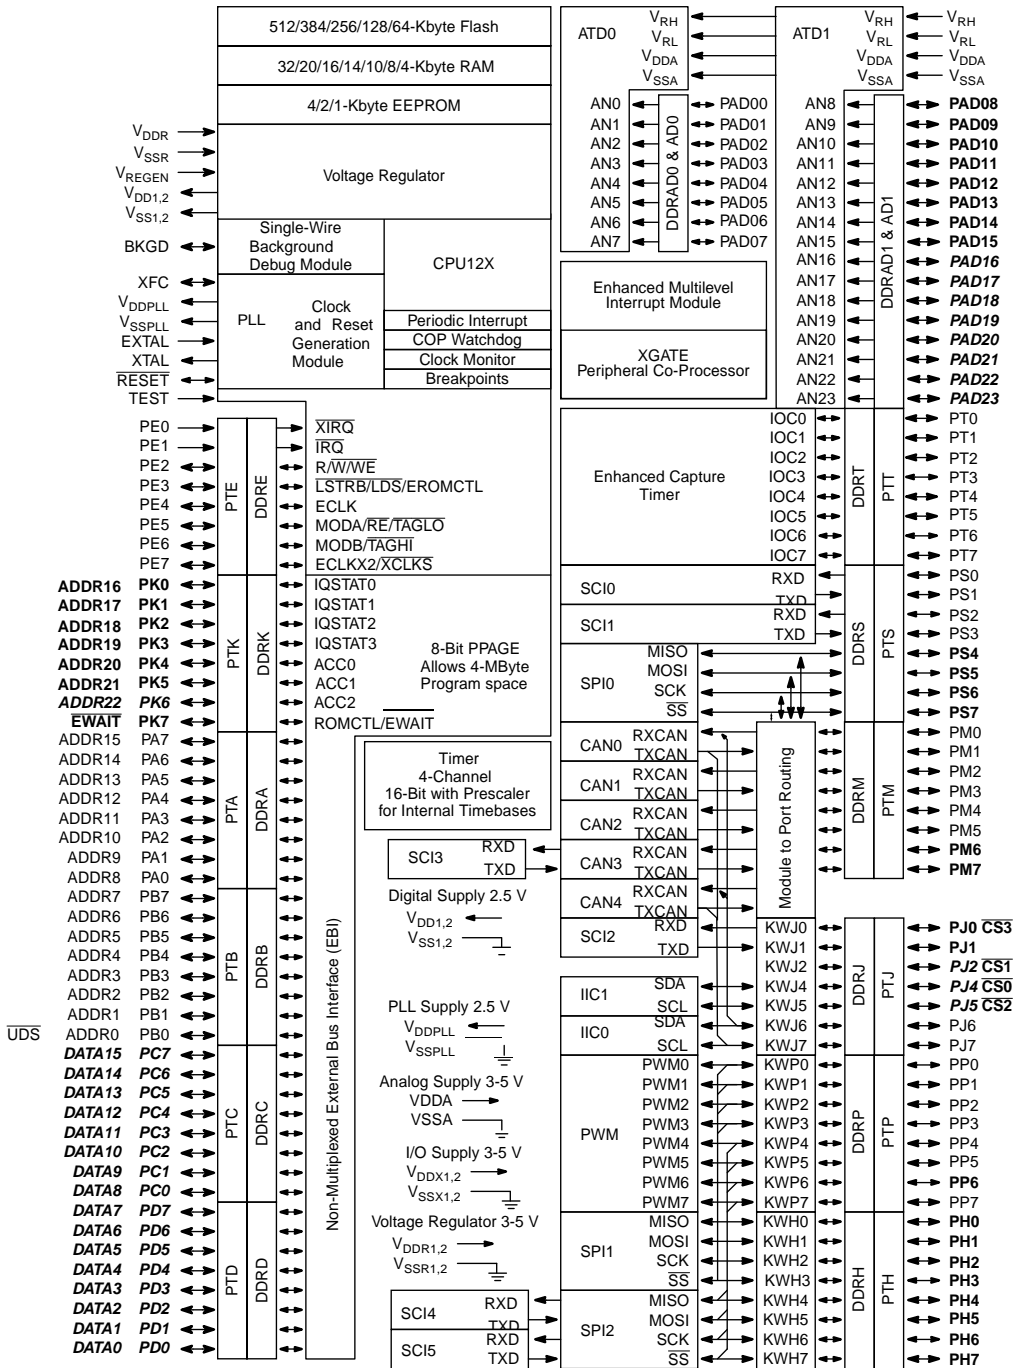 512/384/256/128/64-Kbyte Flash
32/20/16/14/10/8/4-Kbyte RAM
4/2/1-Kbyte EEPROM
VDDR
VSSR
VREGEN
VDD1,2
VSS1,2
Voltage Regulator
BKGD
Single-Wire
Background
Debug Module
CPU12X
XFC
VDDPLL
VSSPLL
EXTAL
XTAL
RESET
TEST
PLL
Clock
and Reset
Generation
Module
Periodic Interrupt
COP Watchdog
Clock Monitor
Breakpoints
ATD0
VRH
VRL
VDDA
VSSA
AN0 PAD00
AN1 PAD01
AN2 PAD02
AN3 PAD03
AN4 PAD04
AN5 PAD05
AN6 PAD06
AN7 PAD07
DDRAD0 & AD0
ATD1
VRH VRH
VRL VRL
VDDA VDDA
VSSA VSSA
AN8 PAD08
AN9 PAD09
AN10 PAD10
AN11 PAD11
AN12 PAD12
AN13 PAD13
AN14 PAD14
AN15 PAD15
AN16 PAD16
AN17 PAD17
AN18 PAD18
AN19 PAD19
AN20 PAD20
AN21 PAD21
AN22 PAD22
AN23 PAD23
DDRAD1 & AD1
Enhanced Multilevel
Interrupt Module
XGATE
Peripheral Co-Processor
PE0 XIRQ
PE1 IRQ
PE2 R/W/WE
PE3 LSTRB/LDS/EROMCTL
PE4 ECLK
PE5 MODA/RE/TAGLO
PE6 MODB/TAGHI
PE7 ECLKX2/XCLKS
PTE
DDRE
ADDR16 PK0 IQSTAT0
ADDR17 PK1 IQSTAT1
ADDR18 PK2 IQSTAT2
ADDR19 PK3 IQSTAT3
ADDR20 PK4 ACC0
ADDR21 PK5 ACC1
ADDR22 PK6 ACC2
EWAIT PK7 ROMCTL/EWAIT
PTK
DDRK
8-Bit PPAGE
Allows 4-MByte
Program space
ADDR15 PA7
ADDR14 PA6
ADDR13 PA5
ADDR12 PA4
ADDR11 PA3
ADDR10 PA2
ADDR9 PA1
ADDR8 PA0
PTA
DDRA
ADDR7 PB7
ADDR6 PB6
ADDR5 PB5
ADDR4 PB4
ADDR3 PB3
ADDR2 PB2
ADDR1 PB1
UDS ADDR0 PB0
PTB
DDRB
DATA15 PC7
DATA14 PC6
DATA13 PC5
DATA12 PC4
DATA11 PC3
DATA10 PC2
DATA9 PC1
DATA8 PC0
PTC
DDRC
DATA7 PD7
DATA6 PD6
DATA5 PD5
DATA4 PD4
DATA3 PD3
DATA2 PD2
DATA1 PD1
DATA0 PD0
PTD
DDRD
Non-Multiplexed External Bus Interface (EBI)
Timer
4-Channel
16-Bit with Prescaler
for Internal Timebases
SCI3
RXD
TXD
Digital Supply 2.5 V
VDD1,2
VSS1,2
PLL Supply 2.5 V
VDDPLL
VSSPLL
Analog Supply 3-5 V
VDDA
VSSA
I/O Supply 3-5 V
VDDX1,2
VSSX1,2
Voltage Regulator 3-5 V
VDDR1,2
VSSR1,2
SCI4
RXD
TXD
SCI5
RXD
TXD
Enhanced Capture
Timer
IOC0 PT0
IOC1 PT1
IOC2 PT2
IOC3 PT3
IOC4 PT4
IOC5 PT5
IOC6 PT6
IOC7 PT7
DDRT
PTT
SCI0
RXD PS0
TXD PS1
SCI1
RXD PS2
TXD PS3
SPI0
MISO PS4
MOSI PS5
SCK PS6
SS PS7
DDRS
PTS
CAN0
RXCAN PM0
TXCAN PM1
CAN1
RXCAN PM2
TXCAN PM3
CAN2
RXCAN PM4
TXCAN PM5
CAN3
RXCAN PM6
TXCAN PM7
CAN4
RXCAN
TXCAN
Module to Port Routing
DDRM
PTM
SCI2
RXD KWJ0 PJ0 CS3
TXD KWJ1 PJ1
KWJ2 PJ2 CS1
IIC1
SDA KWJ4 PJ4 CS0
SCL KWJ5 PJ5 CS2
IIC0
SDA KWJ6 PJ6
SCL KWJ7 PJ7
DDRJ
PTJ
PWM
PWM0 KWP0 PP0
PWM1 KWP1 PP1
PWM2 KWP2 PP2
PWM3 KWP3 PP3
PWM4 KWP4 PP4
PWM5 KWP5 PP5
PWM6 KWP6 PP6
PWM7 KWP7 PP7
DDRP
PTP
SPI1
MISO KWH0 PH0
MOSI KWH1 PH1
SCK KWH2 PH2
SS KWH3 PH3
SPI2
MISO KWH4 PH4
MOSI KWH5 PH5
SCK KWH6 PH6
SS KWH7 PH7
DDRH
PTH